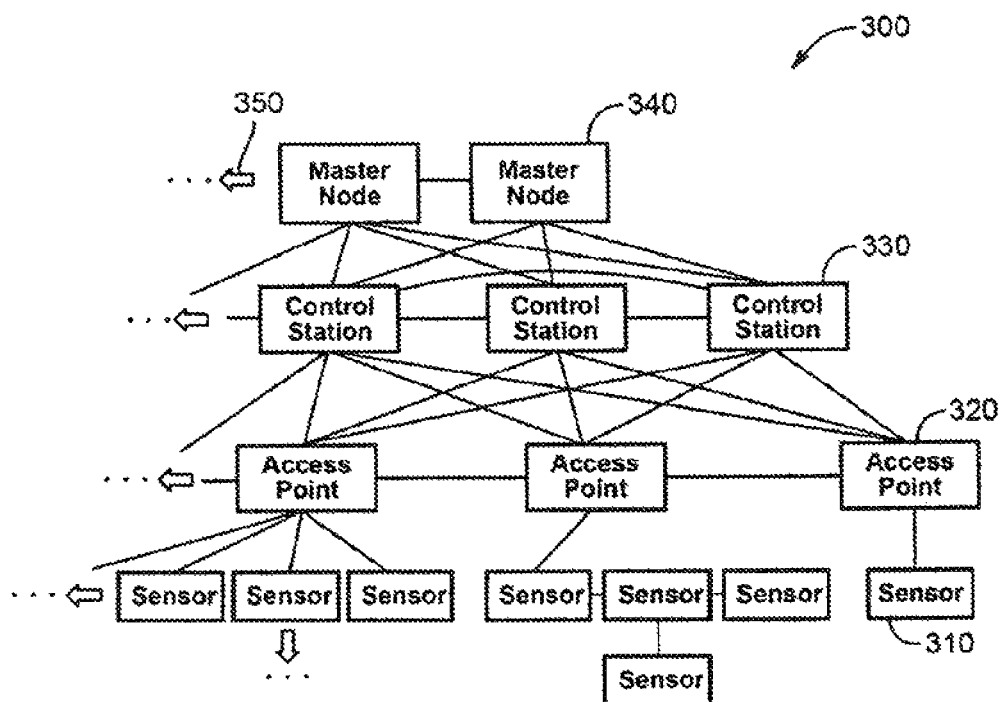 300
350
340
Master
Node
Master
Node
. . .
330
Control
Station
Control
Station
Control
Station
. . .
320
Access
Point
Access
Point
Access
Point
. . .
Sensor
Sensor
Sensor
Sensor
Sensor
Sensor
Sensor
. . .
310
. . .
Sensor